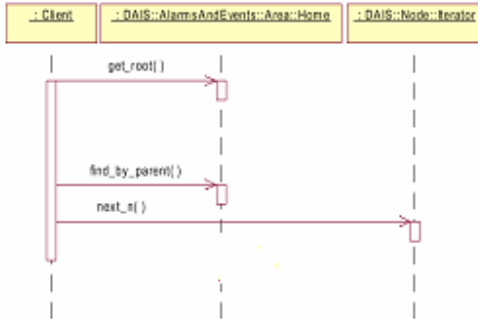 : Client
: DAIS::AlarmsAndEvents::Area::Home
: DAIS::Node::Iterator
get_root( )
find_by_parent( )
next_n( )